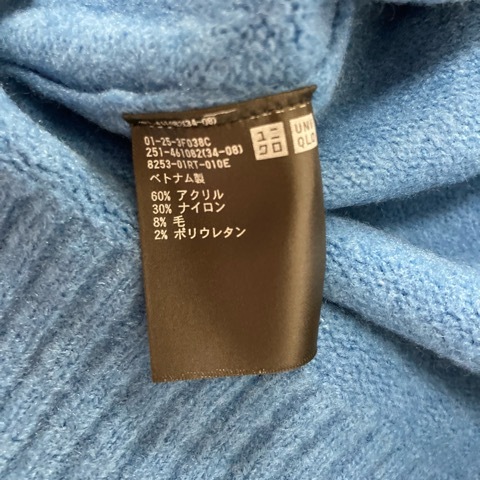 01-25-3F038C
251-461082(34-08)
8253-01RT-010E
ベトナム製
60% アクリル
30% ナイロン
8% 毛
2% ポリウレタン
ユニ
クロ
UNI
QLO